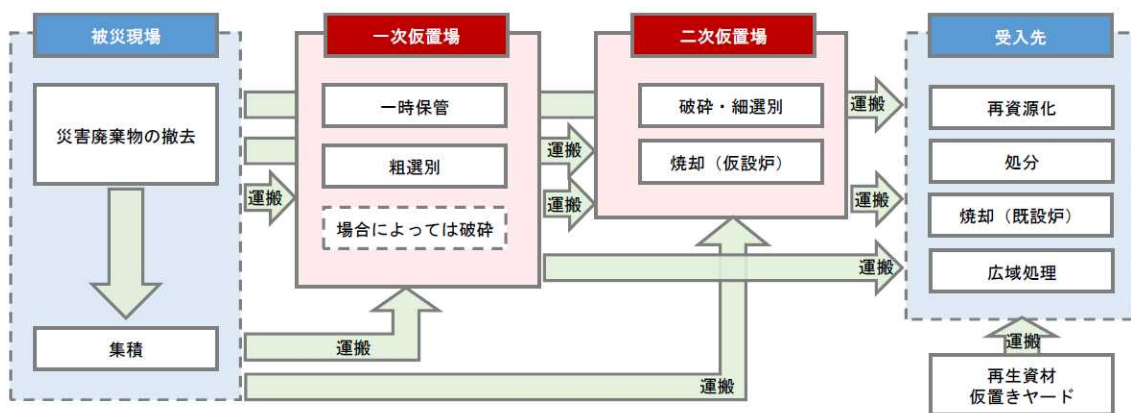 被災現場
災害廃棄物の撤去
集積
運搬
運搬
運搬
一次仮置場
一時保管
粗選別
場合によっては破砕
運搬
運搬
運搬
二次仮置場
破砕・細選別
焼却（仮設炉）
運搬
運搬
受入先
再資源化
処分
焼却（既設炉）
広域処理
運搬
再生資材
仮置きヤード